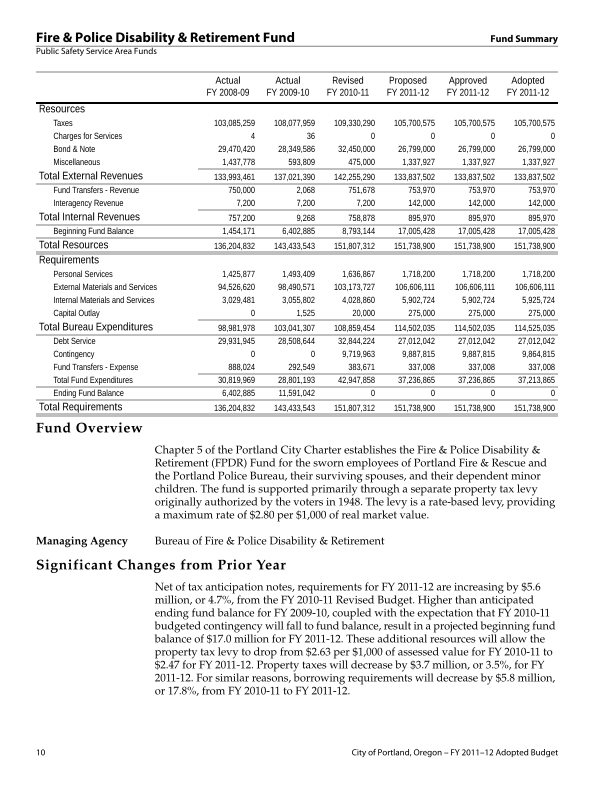 Fire & Police Disability & Retirement Fund Fund Summary
Public Safety Service Area Funds
Actual Actual Revised Proposed Approved Adopted
FY 2008-09 FY 2009-10 FY 2010-11 FY 2011-12 FY 2011-12 FY 2011-12
Resources
Taxes 103,085,259 108,077,959 109,330,290 105,700,575 105,700,575 105,700,575
Charges for Services 4 36 0 0 0 0
Bond & Note 29,470,420 28,349,586 32,450,000 26,799,000 26,799,000 26,799,000
Miscellaneous 1,437,778 593,809 475,000 1,337,927 1,337,927 1,337,927
Total External Revenues 133,993,461 137,021,390 142,255,290 133,837,502 133,837,502 133,837,502
Fund Transfers - Revenue 750,000 2,068 751,678 753,970 753,970 753,970
Interagency Revenue 7,200 7,200 7,200 142,000 142,000 142,000
Total Internal Revenues 757,200 9,268 758,878 895,970 895,970 895,970
Beginning Fund Balance 1,454,171 6,402,885 8,793,144 17,005,428 17,005,428 17,005,428
Total Resources 136,204,832 143,433,543 151,807,312 151,738,900 151,738,900 151,738,900
Requirements
Personal Services 1,425,877 1,493,409 1,636,867 1,718,200 1,718,200 1,718,200
External Materials and Services 94,526,620 98,490,571 103,173,727 106,606,111 106,606,111 106,606,111
Internal Materials and Services 3,029,481 3,055,802 4,028,860 5,902,724 5,902,724 5,925,724
Capital Outlay 0 1,525 20,000 275,000 275,000 275,000
Total Bureau Expenditures 98,981,978 103,041,307 108,859,454 114,502,035 114,502,035 114,525,035
Debt Service 29,931,945 28,508,644 32,844,224 27,012,042 27,012,042 27,012,042
Contingency 0 0 9,719,963 9,887,815 9,887,815 9,864,815
Fund Transfers - Expense 888,024 292,549 383,671 337,008 337,008 337,008
Total Fund Expenditures 30,819,969 28,801,193 42,947,858 37,236,865 37,236,865 37,213,865
Ending Fund Balance 6,402,885 11,591,042 0 0 0 0
Total Requirements 136,204,832 143,433,543 151,807,312 151,738,900 151,738,900 151,738,900
Fund Overview
Chapter 5 of the Portland City Charter establishes the Fire & Police Disability &
Retirement (FPDR) Fund for the sworn employees of Portland Fire & Rescue and
the Portland Police Bureau, their surviving spouses, and their dependent minor
children. The fund is supported primarily through a separate property tax levy
originally authorized by the voters in 1948. The levy is a rate-based levy, providing
a maximum rate of $2.80 per $1,000 of real market value.
Managing Agency Bureau of Fire & Police Disability & Retirement
Significant Changes from Prior Year
Net of tax anticipation notes, requirements for FY 2011-12 are increasing by $5.6
million, or 4.7%, from the FY 2010-11 Revised Budget. Higher than anticipated
ending fund balance for FY 2009-10, coupled with the expectation that FY 2010-11
budgeted contingency will fall to fund balance, result in a projected beginning fund
balance of $17.0 million for FY 2011-12. These additional resources will allow the
property tax levy to drop from $2.63 per $1,000 of assessed value for FY 2010-11 to
$2.47 for FY 2011-12. Property taxes will decrease by $3.7 million, or 3.5%, for FY
2011-12. For similar reasons, borrowing requirements will decrease by $5.8 million,
or 17.8%, from FY 2010-11 to FY 2011-12.
10 City of Portland, Oregon – FY 2011–12 Adopted Budget